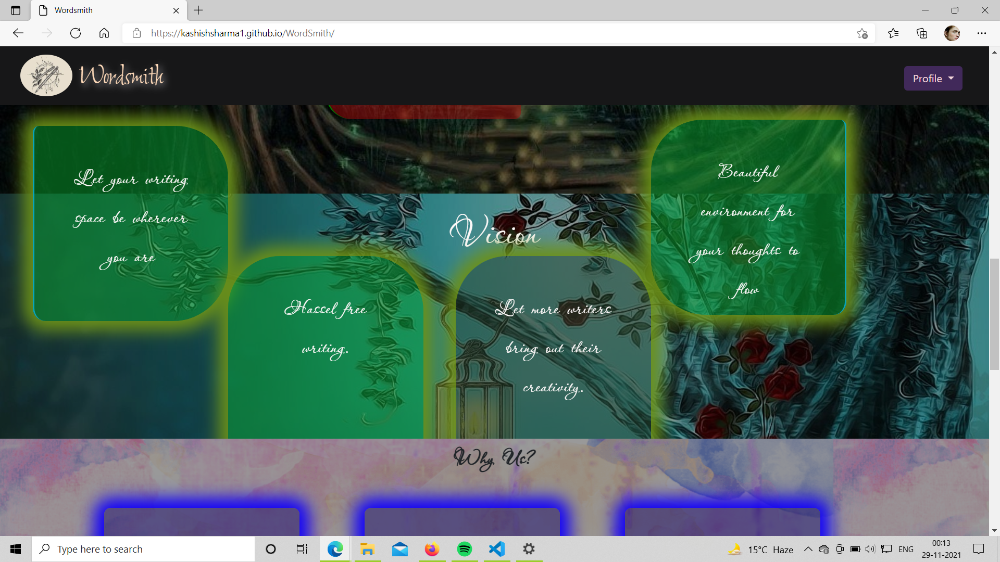 Wordsmith
https://kashishsharma1.github.io/WordSmith/
Wordsmith
Profile
Let your writing
space be wherever
you are
Vision
Hassel free
writing.
Let more writers
bring out their
creativity.
Beautiful
environment for
your thoughts to
flow
Why Us?
Type here to search
15°C Haze
ENG
00:13
29-11-2021